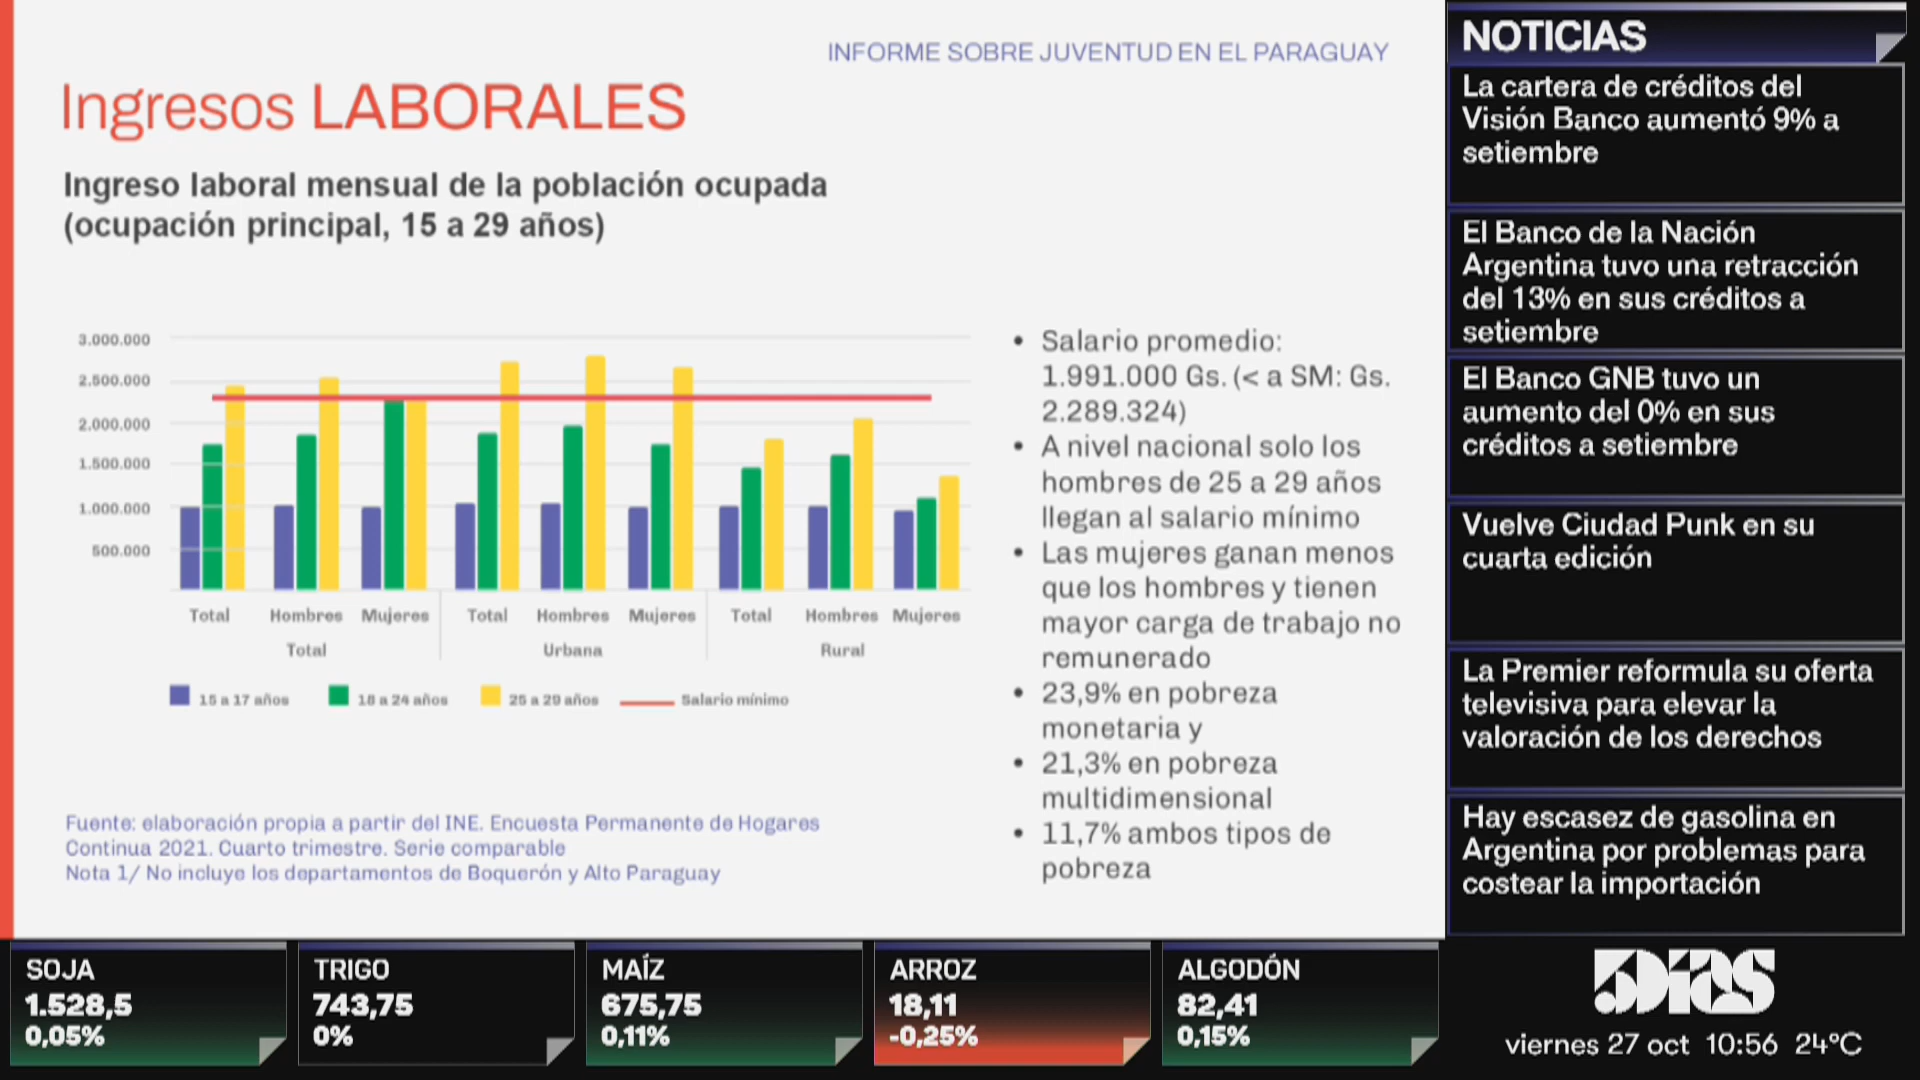 INFORME SOBRE JUVENTUD EN EL PARAGUAY
Ingresos LABORALES
Ingreso laboral mensual de la población ocupada
(ocupación principal, 15 a 29 años)
3.000.000
2.500.000
2.000.000
1.500.000
1.000.000
500.000
Total Hombres Mujeres Total Hombres Mujeres Total Hombres Mujeres
Total Urbana Rural
15 a 17 años 18 a 24 años 25 a 29 años Salario mínimo
• Salario promedio:
1.991.000 Gs. (< a SM: Gs.
2.289.324)
• A nivel nacional solo los
hombres de 25 a 29 años
llegan al salario mínimo
• Las mujeres ganan menos
que los hombres y tienen
mayor carga de trabajo no
remunerado
• 23,9% en pobreza
monetaria y
• 21,3% en pobreza
multidimensional
• 11,7% ambos tipos de
pobreza
Fuente: elaboración propia a partir del INE. Encuesta Permanente de Hogares
Continua 2021. Cuarto trimestre. Serie comparable
Nota 1/ No incluye los departamentos de Boquerón y Alto Paraguay
NOTICIAS
La cartera de créditos del
Visión Banco aumentó 9% a
setiembre
El Banco de la Nación
Argentina tuvo una retracción
del 13% en sus créditos a
setiembre
El Banco GNB tuvo un
aumento del 0% en sus
créditos a setiembre
Vuelve Ciudad Punk en su
cuarta edición
La Premier reformula su oferta
televisiva para elevar la
valoración de los derechos
Hay escasez de gasolina en
Argentina por problemas para
costear la importación
SOJA
1.528,5
0,05%
TRIGO
743,75
0%
MAÍZ
675,75
0,11%
ARROZ
18,11
-0,25%
ALGODÓN
82,41
0,15%
5Días
viernes 27 oct 10:56 24°C